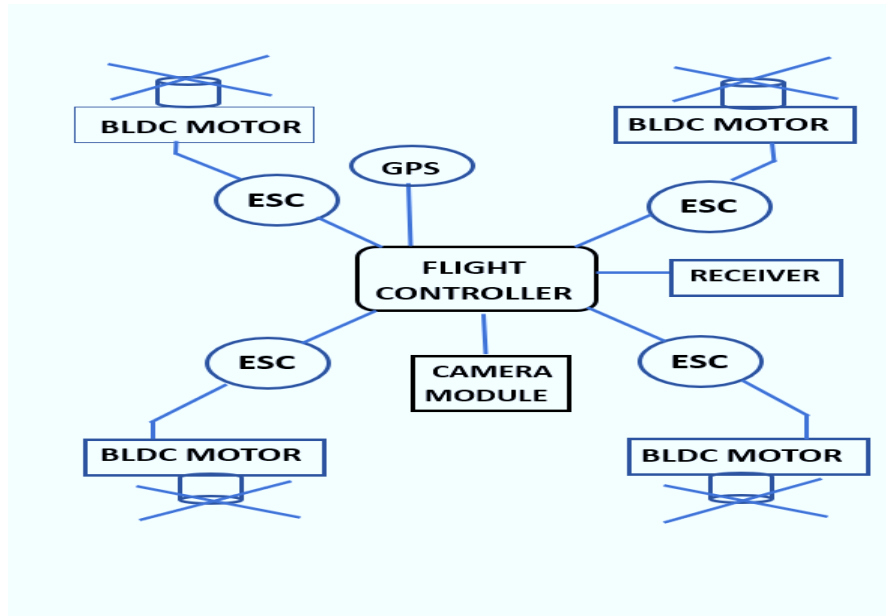 BLDC MOTOR
BLDC MOTOR
GPS
ESC
ESC
FLIGHT
CONTROLLER
RECEIVER
ESC
CAMERA
MODULE
ESC
BLDC MOTOR
BLDC MOTOR